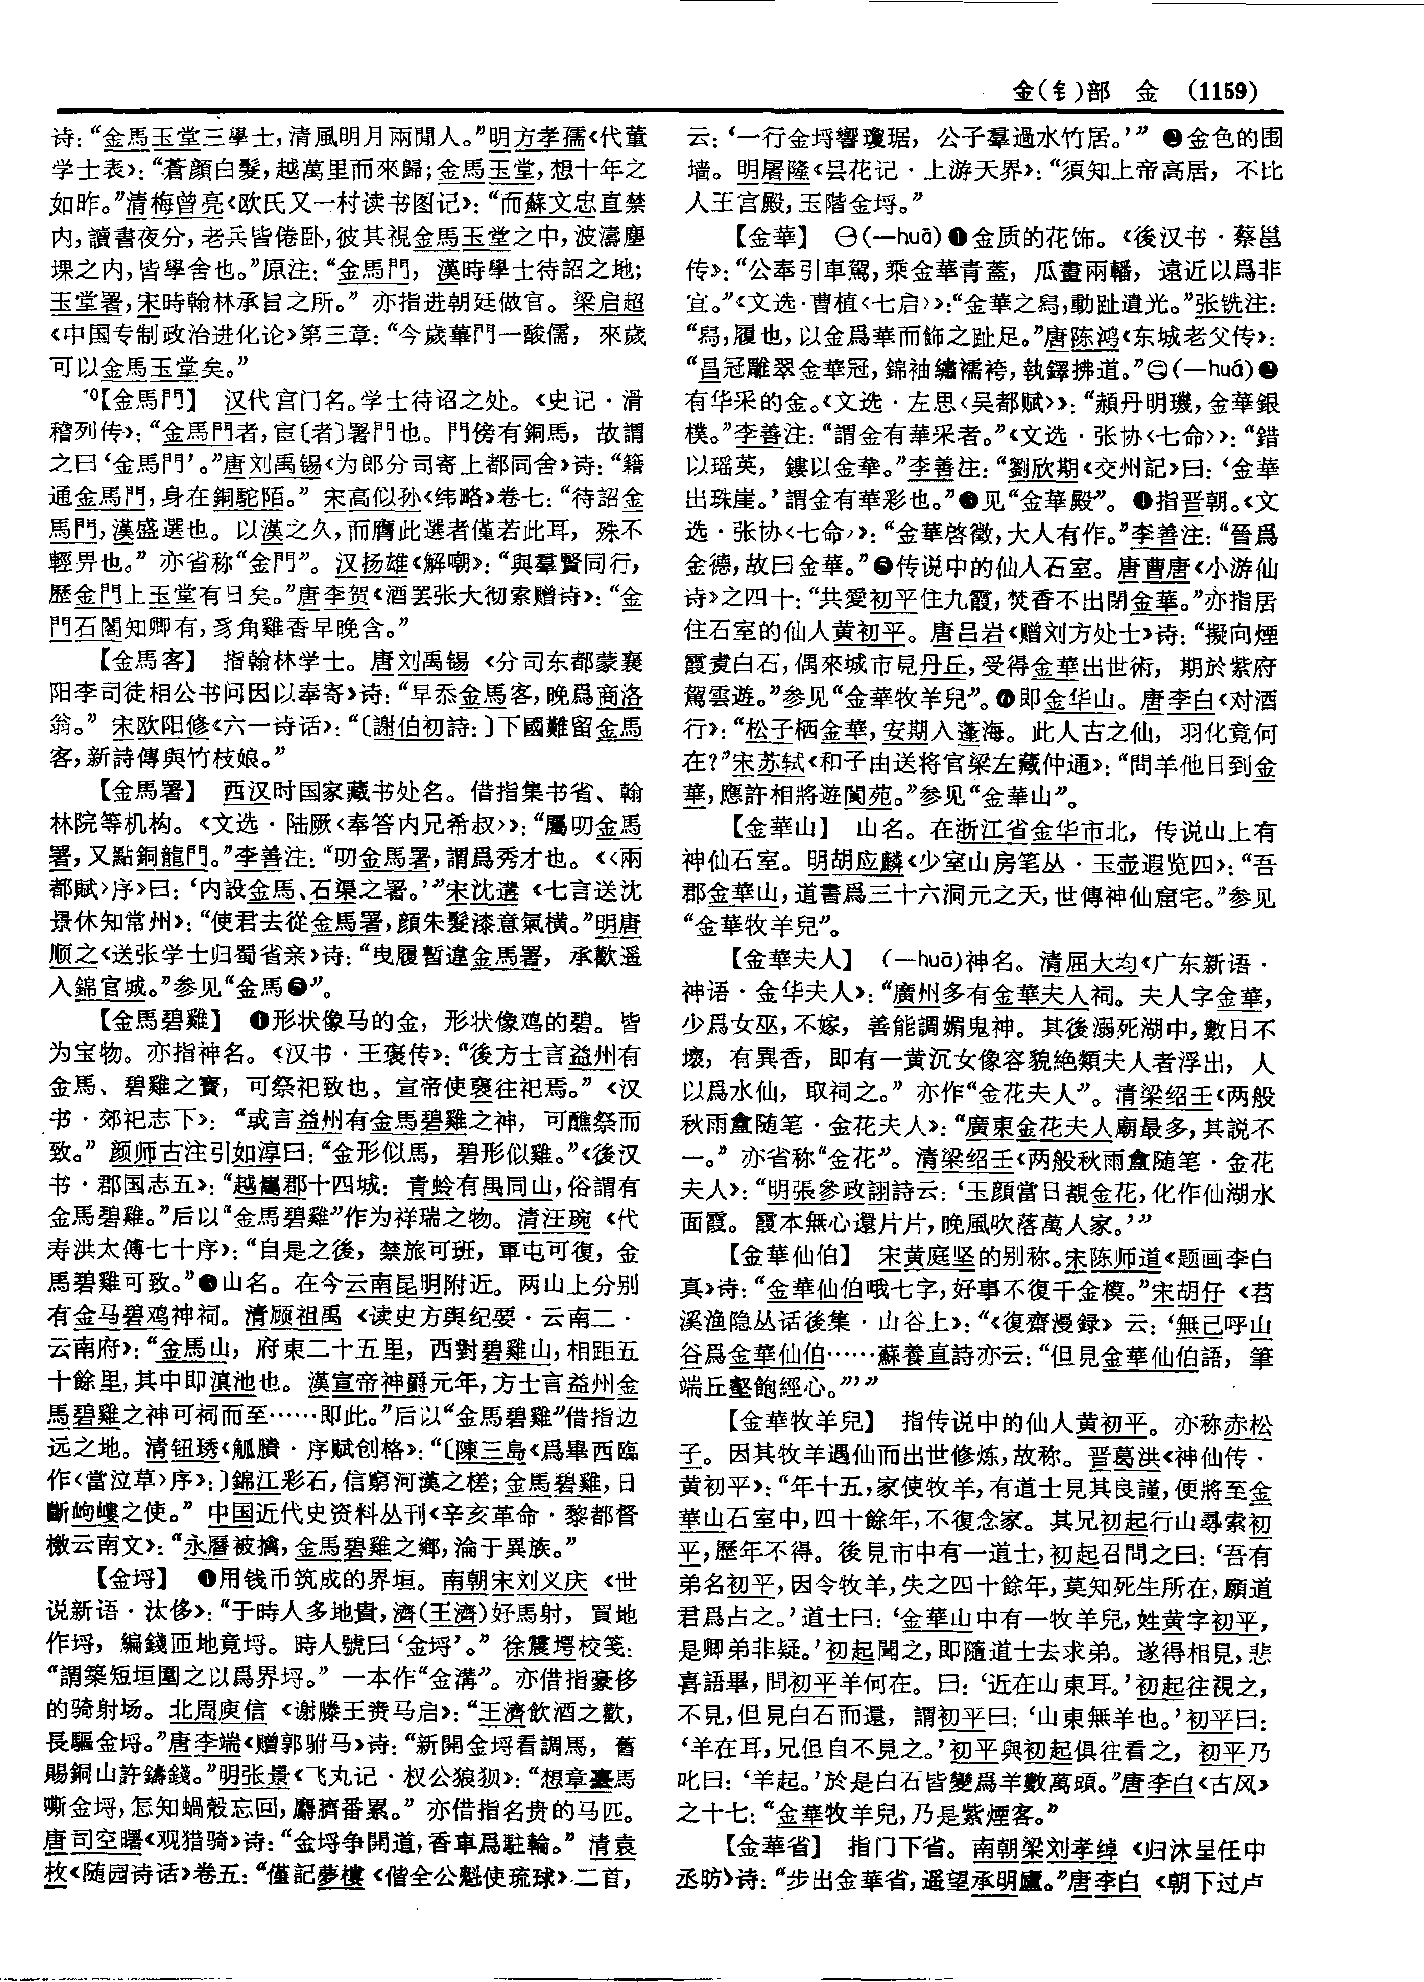 金(钅)部　金　(1159)
诗：“金馬玉堂三學士，清風明月兩閒人。”明方孝孺《代董
学士表》：“蒼顔白髮，越萬里而來歸；金馬玉堂，想十年之
如昨。”清梅曾亮《欧氏又一村读书图记》：“而蘇文忠直禁
内，讀書夜分，老兵皆倦卧，彼其視金馬玉堂之中，波濤塵
堁之内，皆學舍也。”原注：“金馬門，漢時學士待詔之地；
玉堂署，宋時翰林承旨之所。”亦指进朝廷做官。梁启超
《中国专制政治进化论》第三章：“今歲蓽門一酸儒，來歲
可以金馬玉堂矣。”
【金馬門】　汉代宫门名。学士待诏之处。《史记·滑
稽列传》：“金馬門者，宦〔者〕署門也。門傍有銅馬，故謂
之曰‘金馬門’。”唐刘禹锡《为郎分司寄上都同舍》诗：“籍
通金馬門，身在銅駝陌。”宋高似孙《纬略》卷七：“待詔金
馬門，漢盛選也。以漢之久，而膺此選者僅若此耳，殊不
輕畀也。”亦省称“金門”。汉扬雄《解嘲》：“與羣賢同行，
歷金門上玉堂有日矣。”唐李贺《酒罢张大彻索赠诗》：“金
門石閣知卿有，豸角雞香早晚含。”
【金馬客】　指翰林学士。唐刘禹锡《分司东都蒙襄
阳李司徒相公书问因以奉寄》诗：“早忝金馬客，晚爲商洛
翁。”宋欧阳修《六一诗话》：“〔謝伯初詩：〕下國難留金馬
客，新詩傳與竹枝娘。”
【金馬署】　西汉时国家藏书处名。借指集书省、翰
林院等机构。《文选·陆厥〈奉答内兄希叔〉》：“屬叨金馬
署，又點銅龍門。”李善注：“叨金馬署，謂爲秀才也。《〈兩
都賦〉序》曰：‘内設金馬、石渠之署。’”宋沈遘《七言送沈
景休知常州》：“使君去從金馬署，顔朱髮漆意氣橫。”明唐
顺之《送张学士归蜀省亲》诗：“曳履暫違金馬署，承歡遥
入錦官城。”参见“金馬❺”。
【金馬碧雞】　❶形状像马的金，形状像鸡的碧。皆
为宝物。亦指神名。《汉书·王褒传》：“後方士言益州有
金馬、碧雞之寶，可祭祀致也，宣帝使褒往祀焉。”《汉
书·郊祀志下》：“或言益州有金馬碧雞之神，可醮祭而
致。”颜师古注引如淳曰：“金形似馬，碧形似雞。”《後汉
书·郡国志五》：“越巂郡十四城：青蛉有禺同山，俗謂有
金馬碧雞。”后以“金馬碧雞”作为祥瑞之物。清汪琬《代
寿洪太傅七十序》：“自是之後，禁旅可班，軍屯可復，金
馬碧雞可致。”❷山名。在今云南昆明附近。两山上分别
有金马碧鸡神祠。清顾祖禹《读史方舆纪要·云南二·
云南府》：“金馬山，府東二十五里，西對碧雞山，相距五
十餘里，其中即滇池也。漢宣帝神爵元年，方士言益州金
馬碧雞之神可祠而至……即此。”后以“金馬碧雞”借指边
远之地。清钮琇《觚賸·序赋创格》：“〔陳三島《爲畢西臨
作〈當泣草〉序》：〕錦江彩石，信窮河漢之槎；金馬碧雞，日
斷岣嶁之使。”中国近代史资料丛刊《辛亥革命·黎都督
檄云南文》：“永曆被擒，金馬碧雞之鄉，淪于異族。”
【金埒】　❶用钱币筑成的界垣。南朝宋刘义庆《世
说新语·汰侈》：“于時人多地貴，濟(王濟)好馬射，買地
作埒，編錢匝地竟埒。時人號曰‘金埒’。”徐震堮校笺：
“謂築短垣圍之以爲界埒。”一本作“金溝”。亦借指豪侈
的骑射场。北周庾信《谢滕王赉马启》：“王濟飲酒之歡，
長驅金埒。”唐李端《赠郭驸马》诗：“新開金埒看調馬，舊
賜銅山許鑄錢。”明张景《飞丸记·权公狼狈》：“想章臺馬
嘶金埒，怎知蝸殼忘回，麝臍番累。”亦借指名贵的马匹。
唐司空曙《观猎骑》诗：“金埒争開道，香車爲駐輪。”清袁
枚《随园诗话》卷五：“僅記夢樓《偕全公魁使琉球》二首，
云：‘一行金埒響瓊琚，公子羣過水竹居。’”❷金色的围
墙。明屠隆《昙花记·上游天界》：“須知上帝高居，不比
人王宫殿，玉階金埒。”
【金華】　㊀(—huā)❶金质的花饰。《後汉书·蔡邕
传》：“公奉引車駕，乘金華青蓋，瓜畫兩轓，遠近以爲非
宜。”《文选·曹植〈七启〉》：“金華之舄，動趾遺光。”张铣注：
“舄，履也，以金爲華而飾之趾足。”唐陈鸿《东城老父传》：
“昌冠雕翠金華冠，錦袖繡襦袴，執鐸拂道。”㊁(—huá)❷
有华采的金。《文选·左思〈吴都赋〉》：“赬丹明璣，金華銀
樸。”李善注：“謂金有華采者。”《文选·张协〈七命〉》：“錯
以瑶英，鏤以金華。”李善注：“劉欣期《交州記》曰：‘金華
出珠崖。’謂金有華彩也。”❸见“金華殿”。❹指晋朝。《文
选·张协〈七命〉》：“金華啓徵，大人有作。”李善注：“晉爲
金德，故曰金華。”❺传说中的仙人石室。唐曹唐《小游仙
诗》之四十：“共愛初平住九霞，焚香不出閉金華。”亦指居
住石室的仙人黄初平。唐吕岩《赠刘方处士》诗：“擬向煙
霞煮白石，偶來城市見丹丘，受得金華出世術，期於紫府
駕雲遊。”参见“金華牧羊兒”。❻即金华山。唐李白《对酒
行》：“松子栖金華，安期入蓬海。此人古之仙，羽化竟何
在？”宋苏轼《和子由送将官梁左藏仲通》：“問羊他日到金
華，應許相將遊閬苑。”参见“金華山”。
【金華山】　山名。在浙江省金华市北，传说山上有
神仙石室。明胡应麟《少室山房笔丛·玉壶遐览四》：“吾
郡金華山，道書爲三十六洞元之天，世傳神仙窟宅。”参见
“金華牧羊兒”。
【金華夫人】　(—huā)神名。清屈大均《广东新语·
神语·金华夫人》：“廣州多有金華夫人祠。夫人字金華，
少爲女巫，不嫁，善能調媚鬼神。其後溺死湖中，數日不
壞，有異香，即有一黄沉女像容貌絶類夫人者浮出，人
以爲水仙，取祠之。”亦作“金花夫人”。清梁绍壬《两般
秋雨盦随笔·金花夫人》：“廣東金花夫人廟最多，其説不
一。”亦省称“金花”。清梁绍壬《两般秋雨盦随笔·金花
夫人》：“明張參政詡詩云：‘玉顔當日覩金花，化作仙湖水
面霞。霞本無心還片片，晚風吹落萬人家。’”
【金華仙伯】　宋黄庭坚的别称。宋陈师道《题画李白
真》诗：“金華仙伯哦七字，好事不復千金模。”宋胡仔《苕
溪渔隐丛话後集·山谷上》：“《復齋漫録》云：‘無己呼山
谷爲金華仙伯……蘇養直詩亦云：“但見金華仙伯語，筆
端丘壑飽經心。”’”
【金華牧羊兒】　指传说中的仙人黄初平。亦称赤松
子。因其牧羊遇仙而出世修炼，故称。晋葛洪《神仙传·
黄初平》：“年十五，家使牧羊，有道士見其良謹，便將至金
華山石室中，四十餘年，不復念家。其兄初起行山尋索初
平，歷年不得。後見市中有一道士，初起召問之曰：‘吾有
弟名初平，因令牧羊，失之四十餘年，莫知死生所在，願道
君爲占之。’道士曰：‘金華山中有一牧羊兒，姓黄字初平，
是卿弟非疑。’初起聞之，即隨道士去求弟。遂得相見，悲
喜語畢，問初平羊何在。曰：‘近在山東耳。’初起往視之，
不見，但見白石而還，謂初平曰：‘山東無羊也。’初平曰：
‘羊在耳，兄但自不見之。’初平與初起俱往看之，初平乃
叱曰：‘羊起。’於是白石皆變爲羊數萬頭。”唐李白《古风》
之十七：“金華牧羊兒，乃是紫煙客。”
【金華省】　指门下省。南朝梁刘孝绰《归沐呈任中
丞昉》诗：“步出金華省，遥望承明廬。”唐李白《朝下过卢